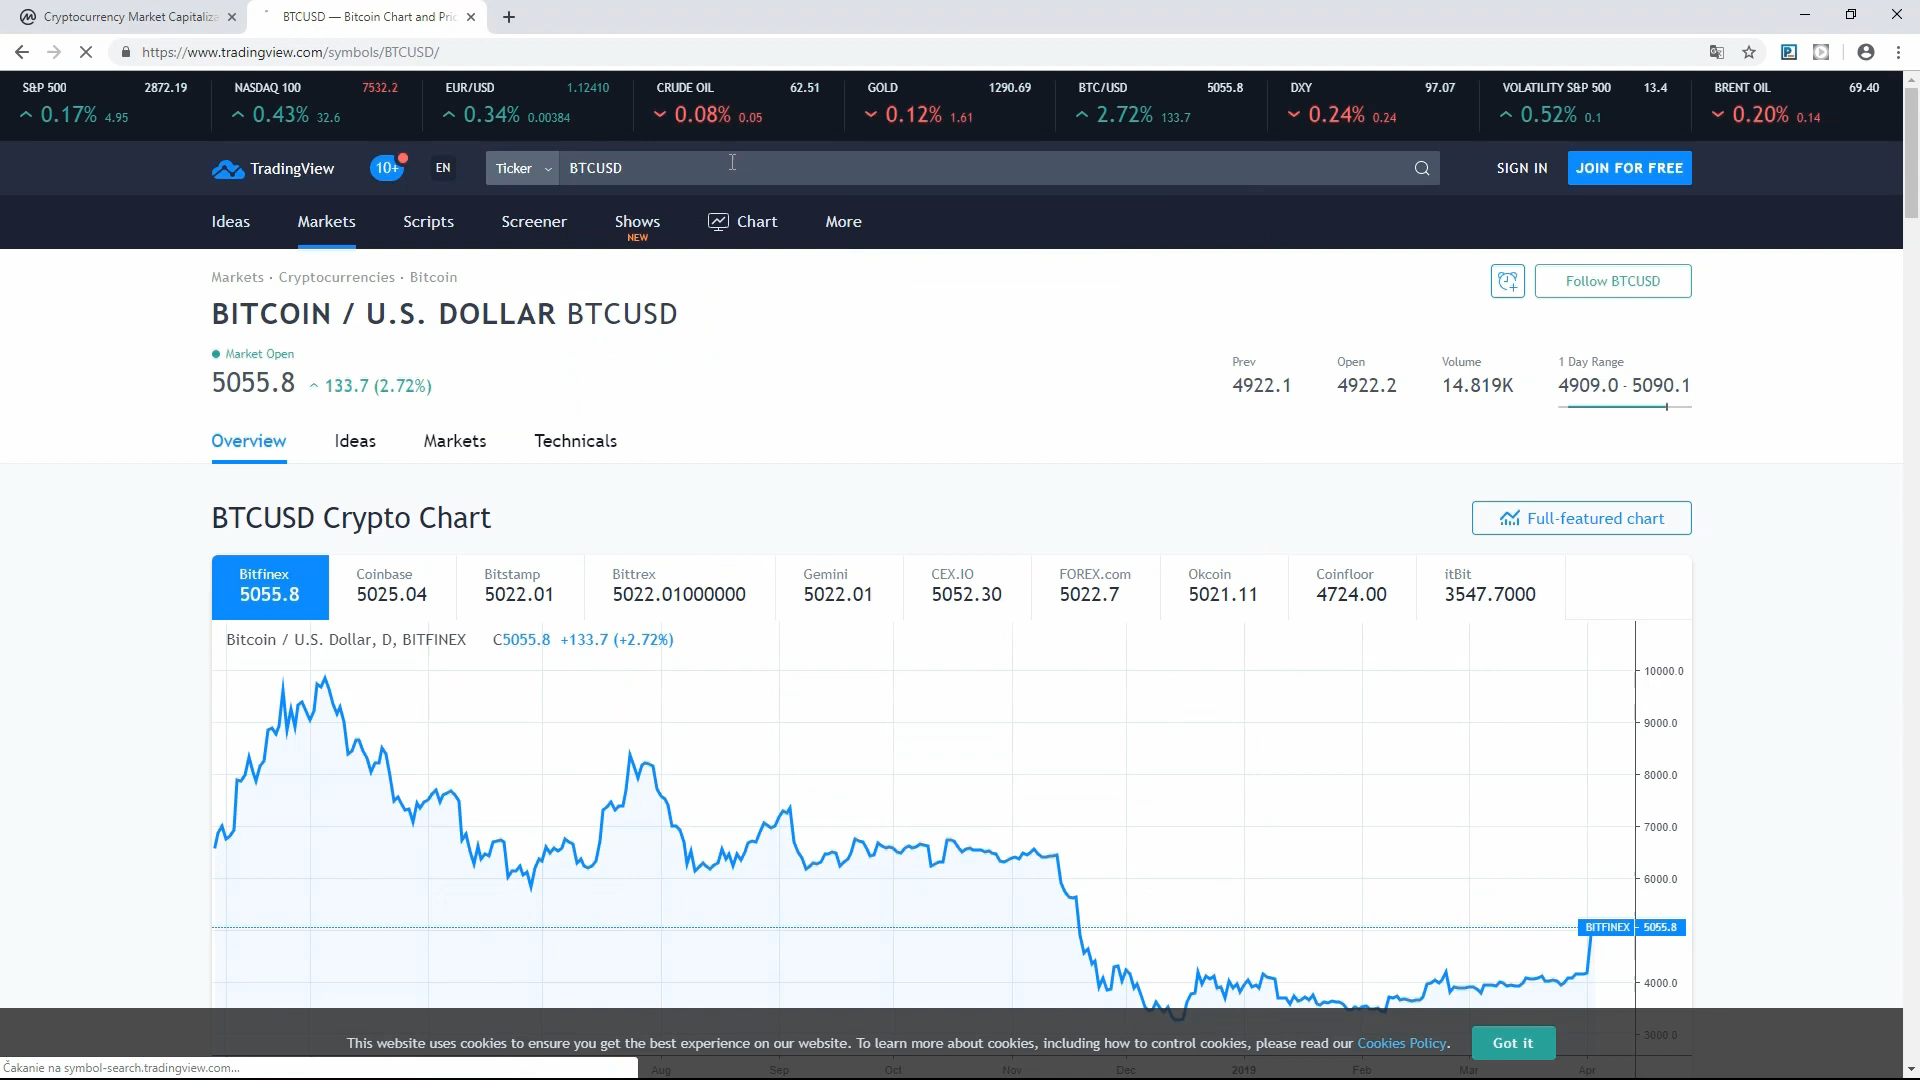 Cryptocurrency Market Capitaliza
BTCUSD — Bitcoin Chart and Pric
https://www.tradingview.com/symbols/BTCUSD/
S&P 500 2872.19
0.17% 4.95
NASDAQ 100 7532.2
0.43% 32.6
EUR/USD 1.12410
0.34% 0.00384
CRUDE OIL 62.51
0.08% 0.05
GOLD 1290.69
0.12% 1.61
BTC/USD 5055.8
2.72% 133.7
DXY 97.07
0.24% 0.24
VOLATILITY S&P 500 13.4
0.52% 0.1
BRENT OIL 69.40
0.20% 0.14
TradingView 10+ EN Ticker BTCUSD SIGN IN JOIN FOR FREE
Ideas Markets Scripts Screener Shows Chart More
NEW
Markets · Cryptocurrencies · Bitcoin
Follow BTCUSD
BITCOIN / U.S. DOLLAR BTCUSD
Market Open
5055.8 133.7 (2.72%)
Prev Open Volume 1 Day Range
4922.1 4922.2 14.819K 4909.0 - 5090.1
Overview Ideas Markets Technicals
BTCUSD Crypto Chart
Full-featured chart
Bitfinex Coinbase Bitstamp Bittrex Gemini CEX.IO FOREX.com Okcoin Coinfloor itBit
5055.8 5025.04 5022.01 5022.01000000 5022.01 5052.30 5022.7 5021.11 4724.00 3547.7000
Bitcoin / U.S. Dollar, D, BITFINEX C5055.8 +133.7 (+2.72%)
10000.0
9000.0
8000.0
7000.0
6000.0
BITFINEX 5055.8
4000.0
3000.0
This website uses cookies to ensure you get the best experience on our website. To learn more about cookies, including how to control cookies, please read our Cookies Policy. Got it
Čakanie na symbol-search.tradingview.com...
Aug Sep Oct Nov Dec 2019 Feb Mar Apr